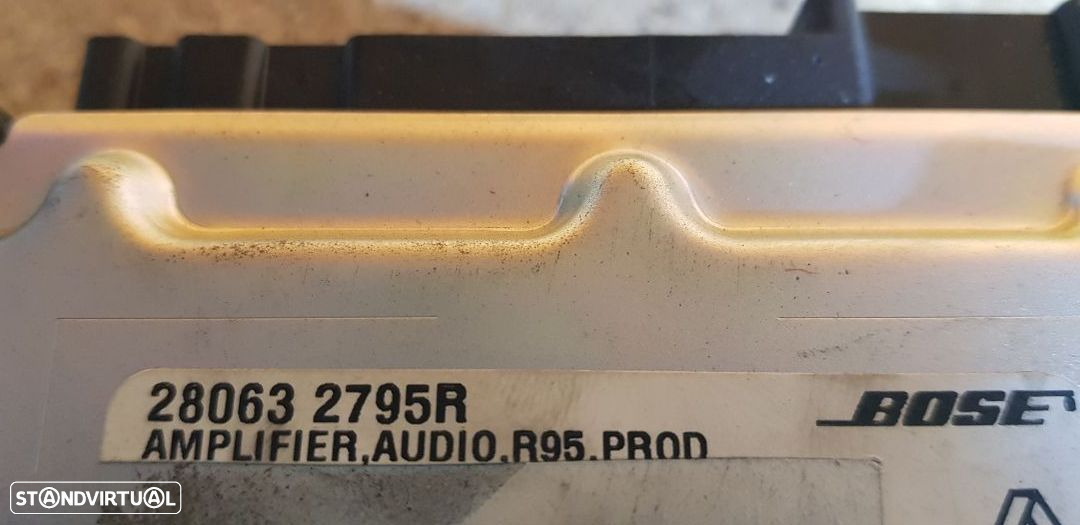 28063 2795R
AMPLIFIER,AUDIO,R95,PROD
BOSE
STANDVIRTUAL